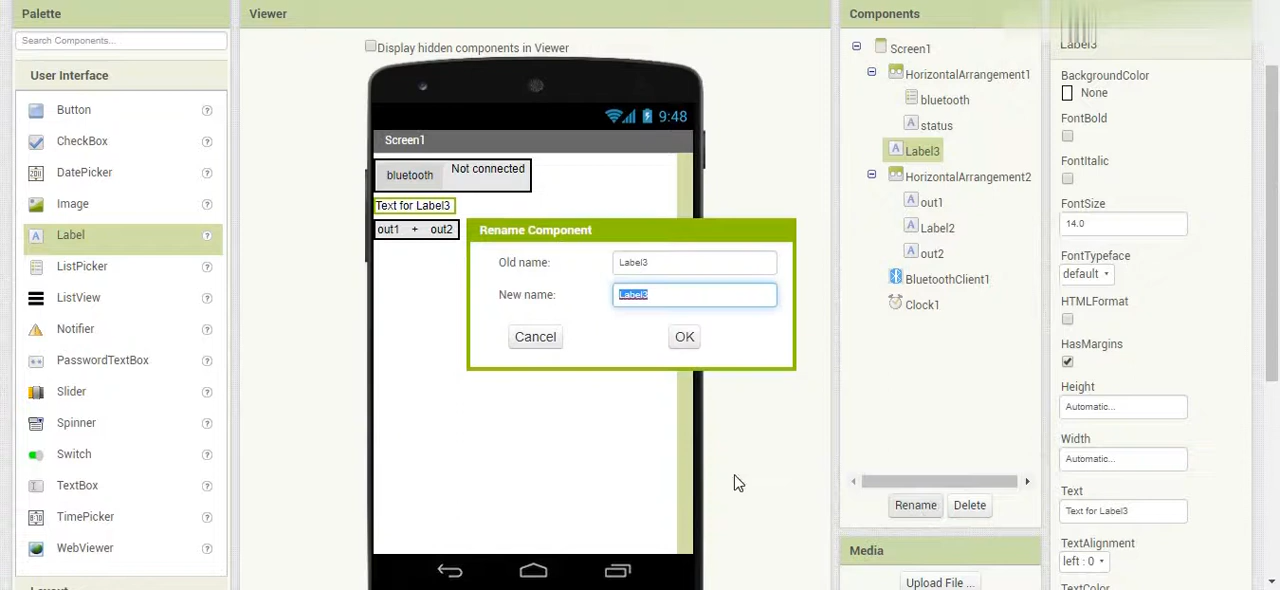 Palette
Search Components...
User Interface
Button
CheckBox
DatePicker
Image
Label
ListPicker
ListView
Notifier
PasswordTextBox
Slider
Spinner
Switch
TextBox
TimePicker
WebViewer
Viewer
Display hidden components in Viewer
9:48
Screen1
bluetooth
Not connected
Text for Label3
out1 + out2
Rename Component
Old name:
Label3
New name:
Label3
Cancel
OK
Components
Screen1
HorizontalArrangement1
bluetooth
status
Label3
HorizontalArrangement2
out1
Label2
out2
BluetoothClient1
Clock1
Rename
Delete
Media
Upload File ...
Label3
BackgroundColor
None
FontBold
FontItalic
FontSize
14.0
FontTypeface
default
HTMLFormat
HasMargins
Height
Automatic...
Width
Automatic...
Text
Text for Label3
TextAlignment
left : 0
TextColor